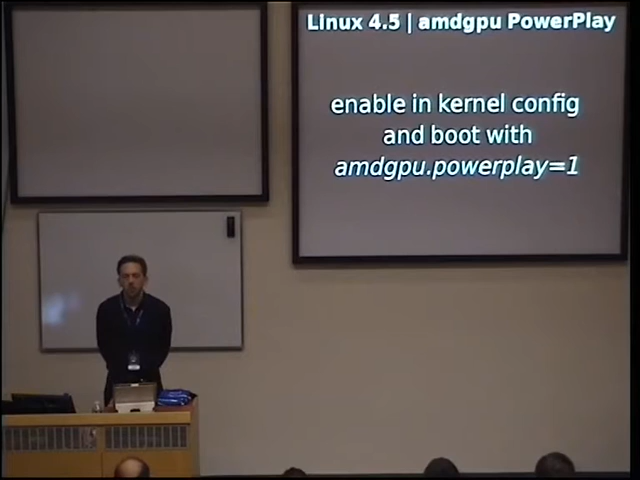 Linux 4.5 | amdgpu PowerPlay
enable in kernel config
and boot with
amdgpu.powerplay=1